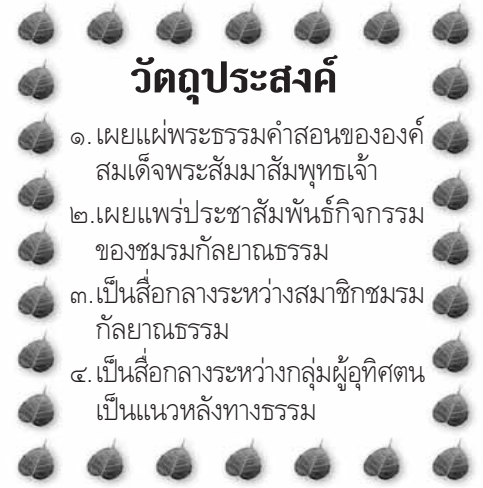 วัตถุประสงค์
๑. เผยแผ่พระธรรมคำสอนขององค์
สมเด็จพระสัมมาสัมพุทธเจ้า
๒.เผยแพร่ประชาสัมพันธ์กิจกรรม
ของชมรมกัลยาณธรรม
๓.เป็นสื่อกลางระหว่างสมาชิกชมรม
กัลยาณธรรม
๔.เป็นสื่อกลางระหว่างกลุ่มผู้อุทิศตน
เป็นแนวหลังทางธรรม